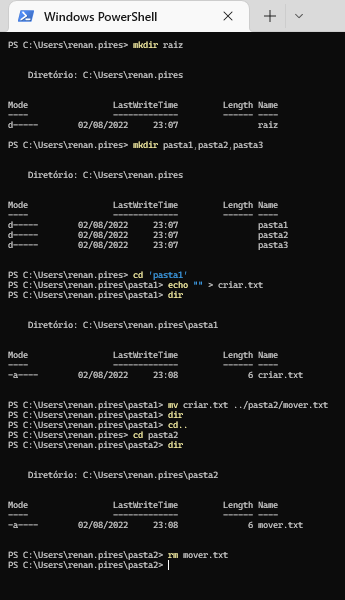 Windows PowerShell
PS C:\Users\renan.pires> mkdir raiz
Diretório: C:\Users\renan.pires
Mode LastWriteTime Length Name
---- ------------- ------ ----
d----- 02/08/2022 23:07 raiz
PS C:\Users\renan.pires> mkdir pasta1,pasta2,pasta3
Diretório: C:\Users\renan.pires
Mode LastWriteTime Length Name
---- ------------- ------ ----
d----- 02/08/2022 23:07 pasta1
d----- 02/08/2022 23:07 pasta2
d----- 02/08/2022 23:07 pasta3
PS C:\Users\renan.pires> cd 'pasta1'
PS C:\Users\renan.pires\pasta1> echo "" > criar.txt
PS C:\Users\renan.pires\pasta1> dir
Diretório: C:\Users\renan.pires\pasta1
Mode LastWriteTime Length Name
---- ------------- ------ ----
-a---- 02/08/2022 23:08 6 criar.txt
PS C:\Users\renan.pires\pasta1> mv criar.txt ../pasta2/mover.txt
PS C:\Users\renan.pires\pasta1> dir
PS C:\Users\renan.pires\pasta1> cd..
PS C:\Users\renan.pires> cd pasta2
PS C:\Users\renan.pires\pasta2> dir
Diretório: C:\Users\renan.pires\pasta2
Mode LastWriteTime Length Name
---- ------------- ------ ----
-a---- 02/08/2022 23:08 6 mover.txt
PS C:\Users\renan.pires\pasta2> rm mover.txt
PS C:\Users\renan.pires\pasta2>